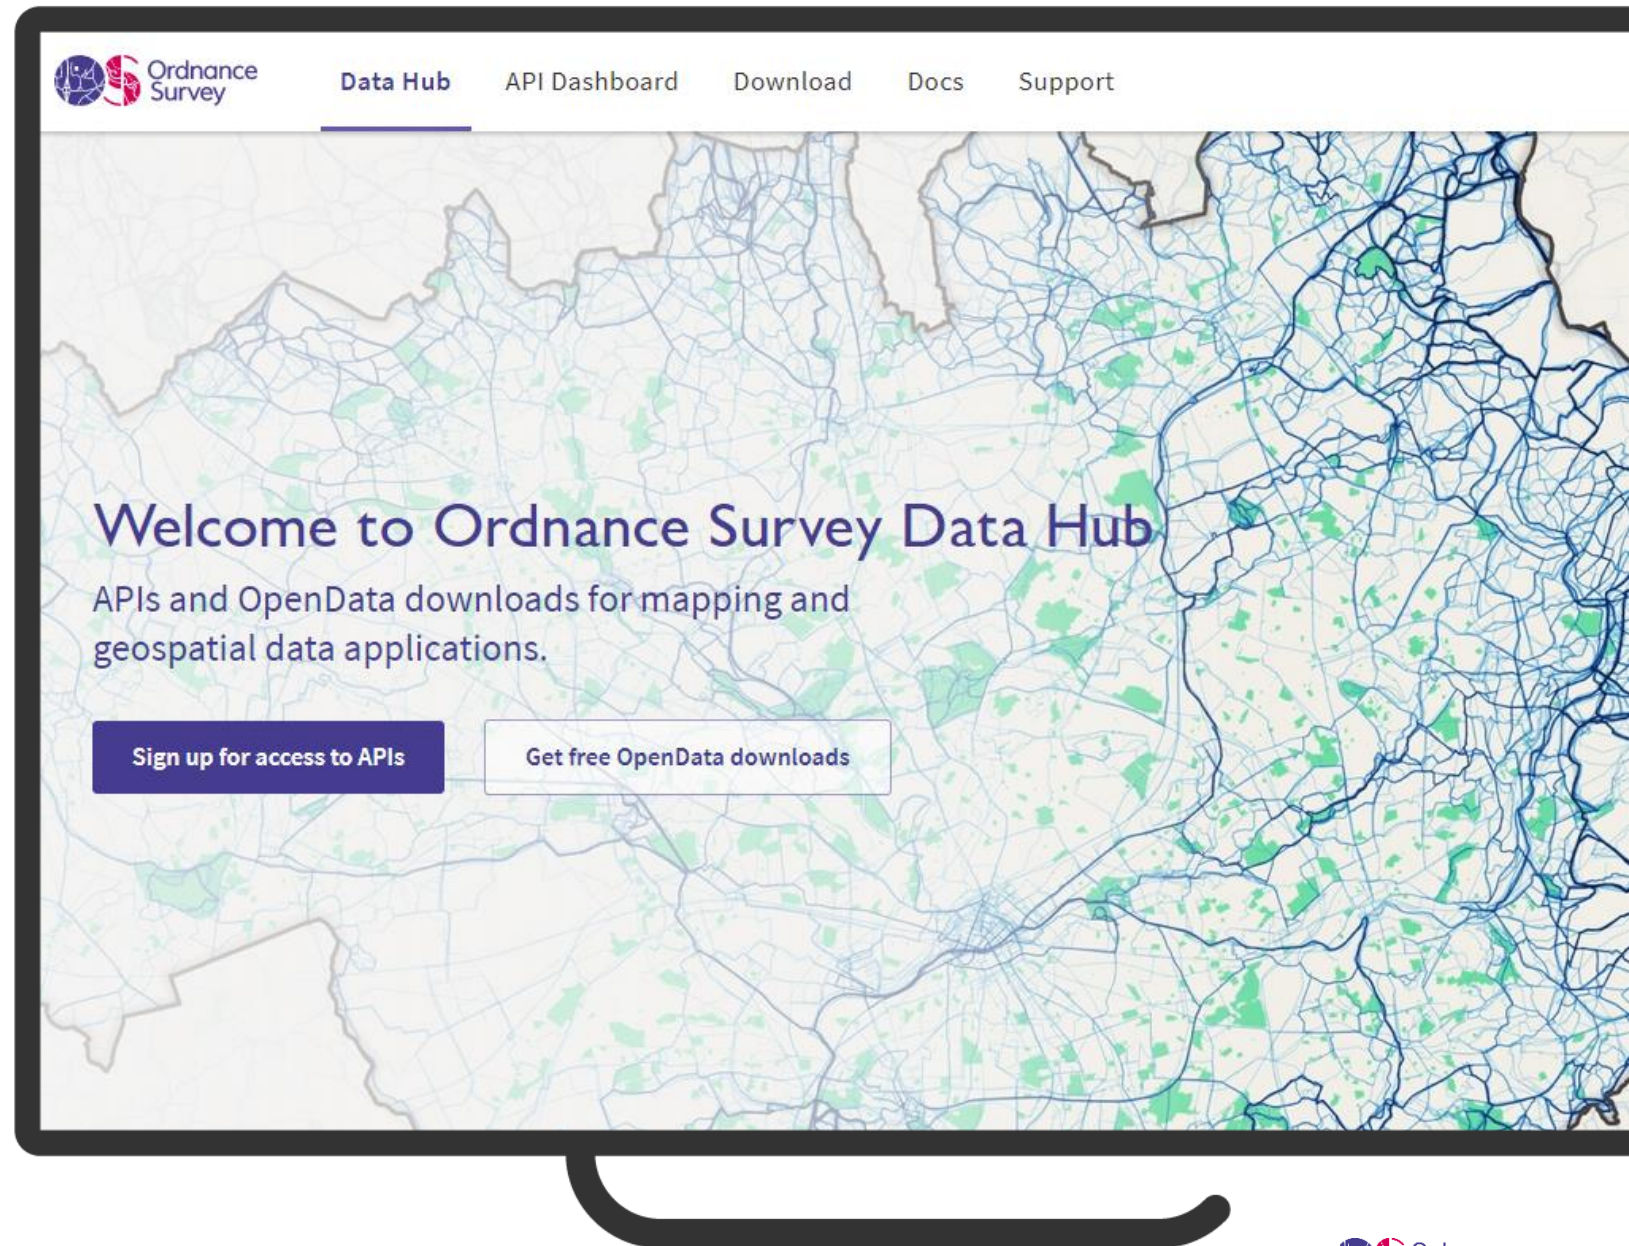 Ordnance
Survey
Data Hub
API Dashboard
Download
Docs
Support
Welcome to Ordnance Survey Data Hub
APIs and OpenData downloads for mapping and
geospatial data applications.
Sign up for access to APIs
Get free OpenData downloads